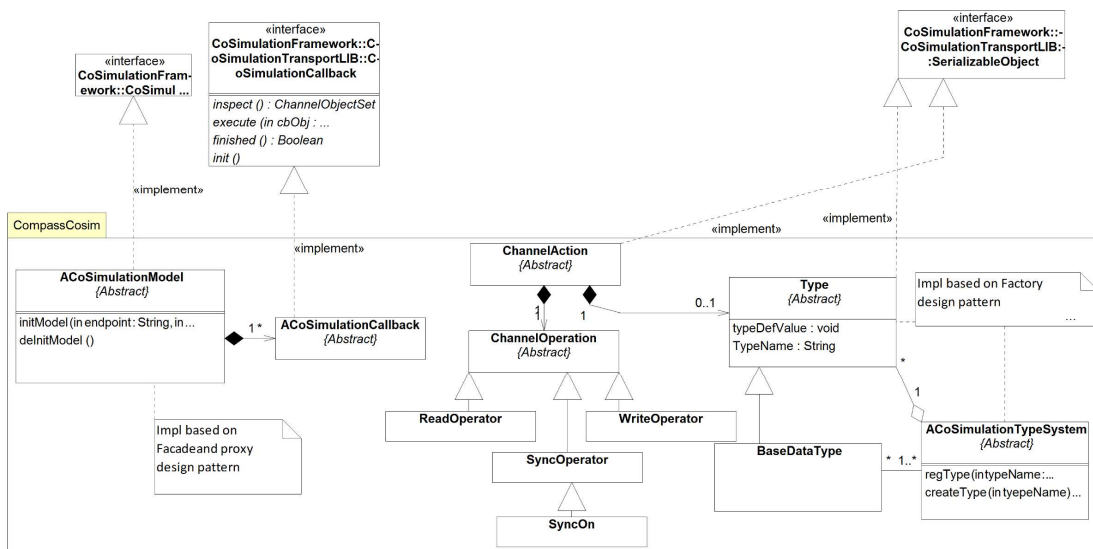 «interface»
CoSimulationFram-
ework::CoSimul ...
«interface»
CoSimulationFramework::C-
oSimulationTransportLIB::C-
oSimulationCallback
inspect () : ChannelObjectSet
execute (in cbObj : ...
finished () : Boolean
init ()
«interface»
CoSimulationFramework::-
CoSimulationTransportLIB:-
:SerializableObject
«implement»
«implement»
«implement»
«implement»
CompassCosim
ACoSimulationModel
{Abstract}
initModel(in endpoint: String, in ...
deInitModel ()
1 *
ACoSimulationCallback
{Abstract}
Impl based on
Facadeand proxy
design pattern
ChannelAction
{Abstract}
1
1
1
0..1
ChannelOperation
{Abstract}
ReadOperator
WriteOperator
SyncOperator
SyncOn
Type
{Abstract}
typeDefValue : void
TypeName : String
Impl based on Factory
design pattern
...
*
1
BaseDataType
* 1..*
ACoSimulationTypeSystem
{Abstract}
regType(intypeName:...
createType(in tyepeName)...